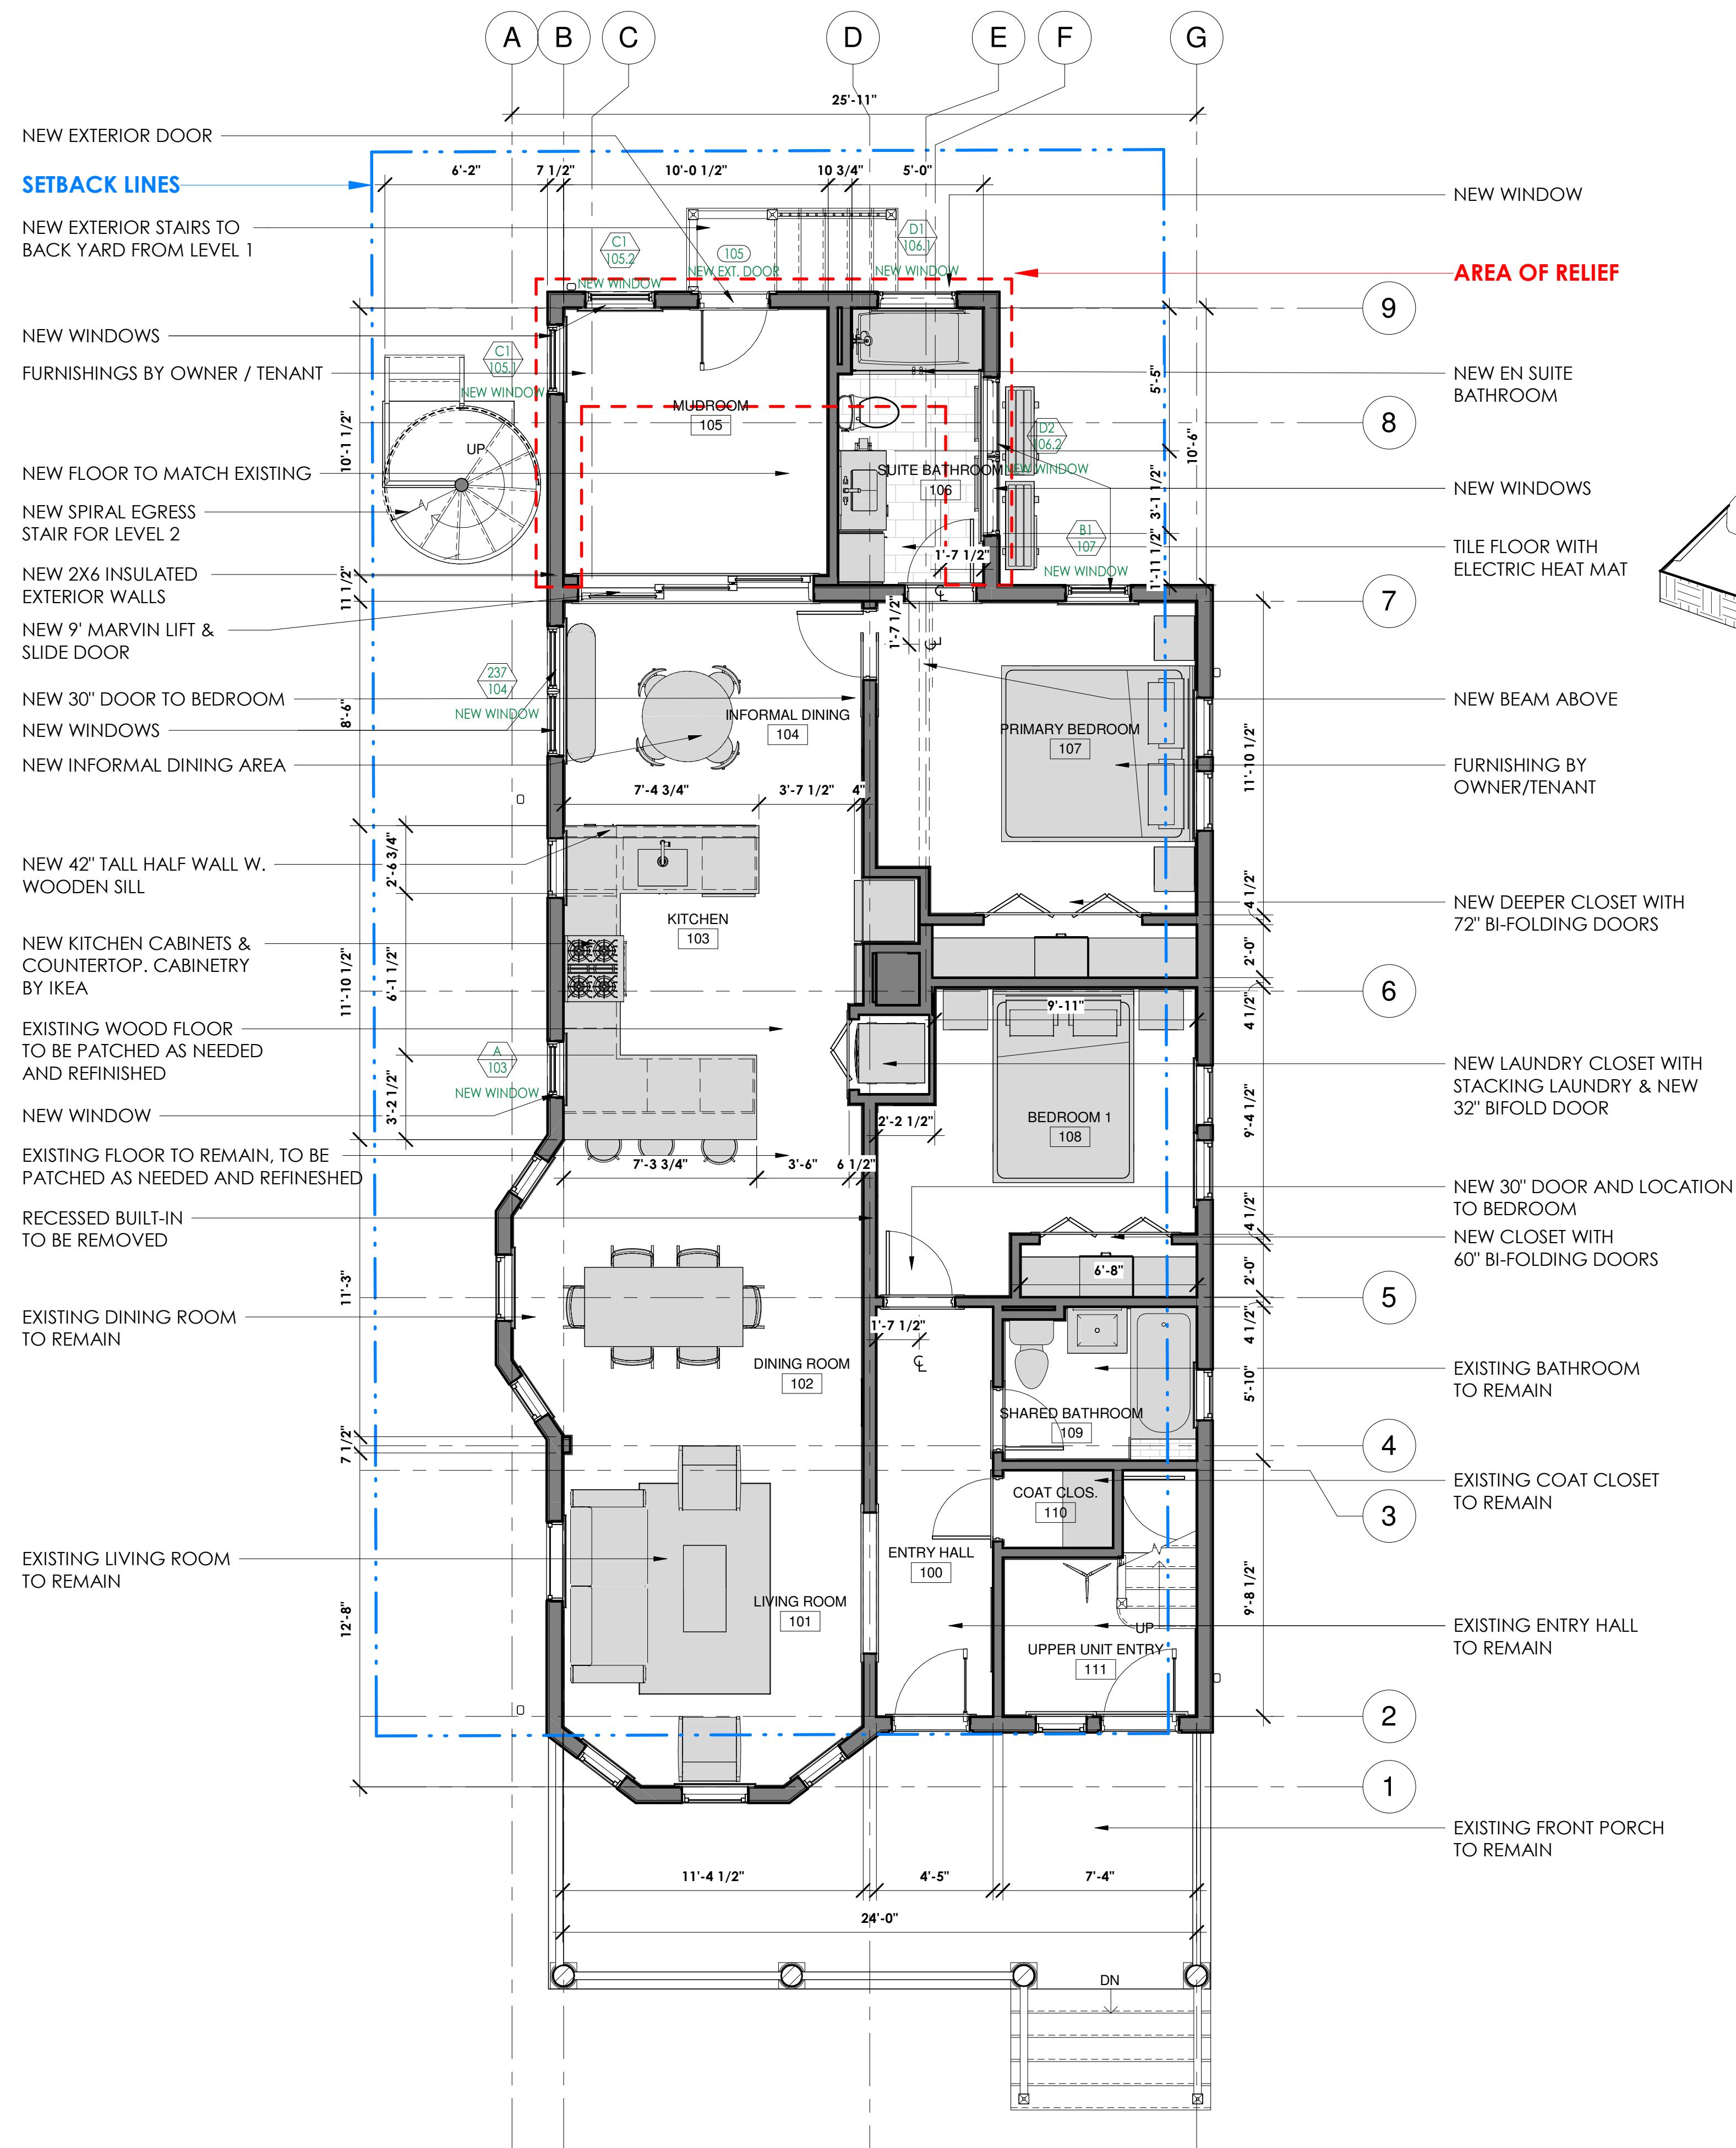 A
B
C
D
E
F
G
25'-11"
NEW EXTERIOR DOOR
SETBACK LINES
6'-2"
7 1/2"
10'-0 1/2"
10 3/4"
5'-0"
NEW WINDOW
NEW EXTERIOR STAIRS TO
BACK YARD FROM LEVEL 1
C1
105.2
NEW WINDOW
105
NEW EXT. DOOR
D1
106.1
NEW WINDOW
AREA OF RELIEF
9
NEW WINDOWS
FURNISHINGS BY OWNER / TENANT
C1
105.1
NEW WINDOW
MUDROOM
105
5'-5"
NEW EN SUITE
BATHROOM
8
D2
106.2
NEW WINDOW
10'-1 1/2"
10'-6"
UP
NEW FLOOR TO MATCH EXISTING
SUITE BATHROOM
106
NEW WINDOWS
3'-1 1/2"
NEW SPIRAL EGRESS
STAIR FOR LEVEL 2
B1
107
NEW WINDOW
TILE FLOOR WITH
ELECTRIC HEAT MAT
1'-7 1/2"
1'-11 1/2"
NEW 2X6 INSULATED
EXTERIOR WALLS
11 1/2"
7
NEW 9' MARVIN LIFT &
SLIDE DOOR
1'-7 1/2"
237
104
NEW WINDOW
NEW 30" DOOR TO BEDROOM
NEW BEAM ABOVE
8'-6"
INFORMAL DINING
104
NEW WINDOWS
PRIMARY BEDROOM
107
NEW INFORMAL DINING AREA
FURNISHING BY
OWNER/TENANT
11'-10 1/2"
7'-4 3/4"
3'-7 1/2"
4"
NEW 42" TALL HALF WALL W.
WOODEN SILL
2'-6 3/4"
4 1/2"
NEW DEEPER CLOSET WITH
72" BI-FOLDING DOORS
KITCHEN
103
NEW KITCHEN CABINETS &
COUNTERTOP. CABINETRY
BY IKEA
2'-0"
11'-10 1/2"
6'-1 1/2"
6
9'-11"
4 1/2"
EXISTING WOOD FLOOR
TO BE PATCHED AS NEEDED
AND REFINISHED
A
103
NEW WINDOW
NEW LAUNDRY CLOSET WITH
STACKING LAUNDRY & NEW
32" BIFOLD DOOR
NEW WINDOW
3'-2 1/2"
2'-2 1/2"
BEDROOM 1
108
9'-4 1/2"
EXISTING FLOOR TO REMAIN, TO BE
PATCHED AS NEEDED AND REFINESHED
7'-3 3/4"
3'-6"
6 1/2"
NEW 30" DOOR AND LOCATION
TO BEDROOM
RECESSED BUILT-IN
TO BE REMOVED
4 1/2"
NEW CLOSET WITH
60" BI-FOLDING DOORS
11'-3"
6'-8"
2'-0"
5
EXISTING DINING ROOM
TO REMAIN
1'-7 1/2"
4 1/2"
DINING ROOM
102
EXISTING BATHROOM
TO REMAIN
5'-10"
SHARED BATHROOM
109
7 1/2"
4
COAT CLOS.
110
EXISTING COAT CLOSET
TO REMAIN
3
ENTRY HALL
100
EXISTING LIVING ROOM
TO REMAIN
12'-8"
LIVING ROOM
101
9'-8 1/2"
UP
UPPER UNIT ENTRY
111
EXISTING ENTRY HALL
TO REMAIN
2
1
EXISTING FRONT PORCH
TO REMAIN
11'-4 1/2"
4'-5"
7'-4"
24'-0"
DN